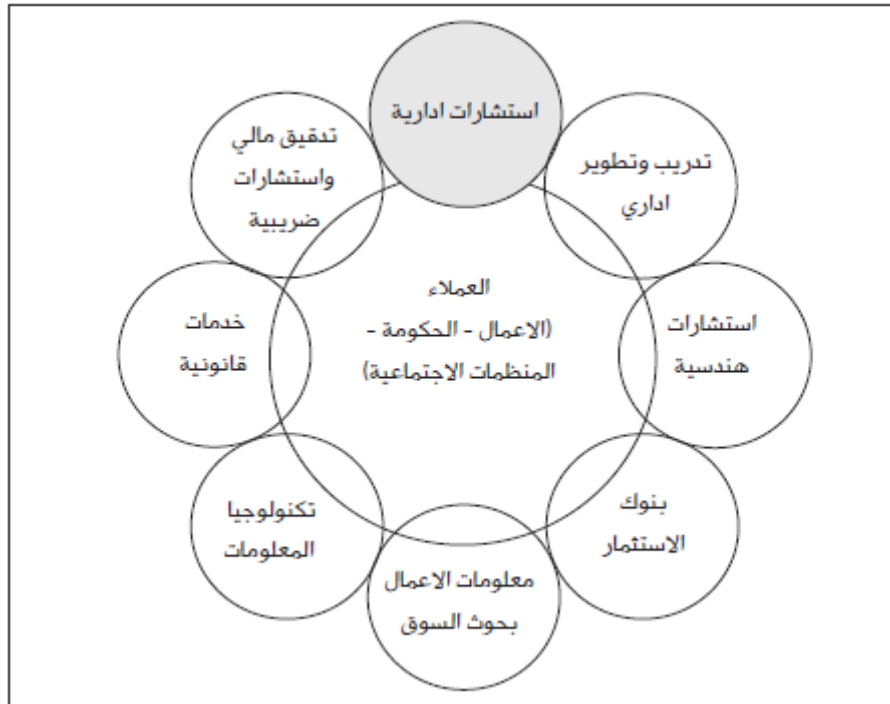 استشارات ادارية
تدريب وتطوير
اداري
استشارات
هندسية
بنوك
الاستثمار
معلومات الاعمال
بحوث السوق
تكنولوجيا
المعلومات
خدمات
قانونية
تدقيق مالي
واستشارات
ضريبية
العملاء
(الاعمال - الحكومة -
المنظمات الاجتماعية)